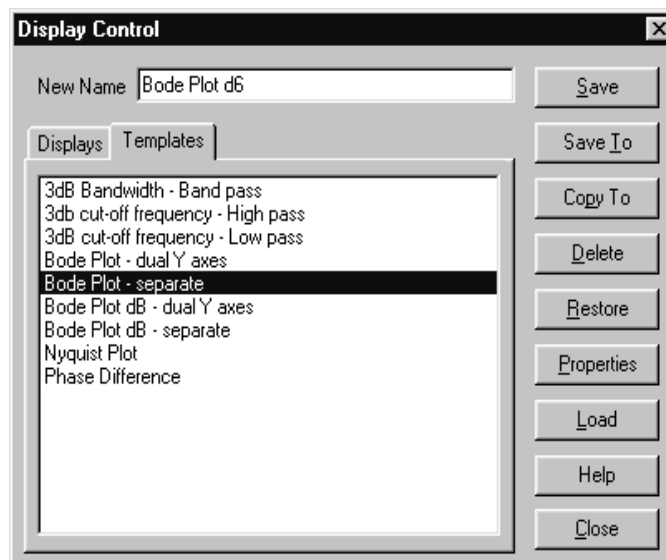 Display Control
New Name Bode Plot d6
Displays Templates
3dB Bandwidth - Band pass
3db cut-off frequency - High pass
3dB cut-off frequency - Low pass
Bode Plot - dual Y axes
Bode Plot - separate
Bode Plot dB - dual Y axes
Bode Plot dB - separate
Nyquist Plot
Phase Difference
Save
Save To
Copy To
Delete
Restore
Properties
Load
Help
Close